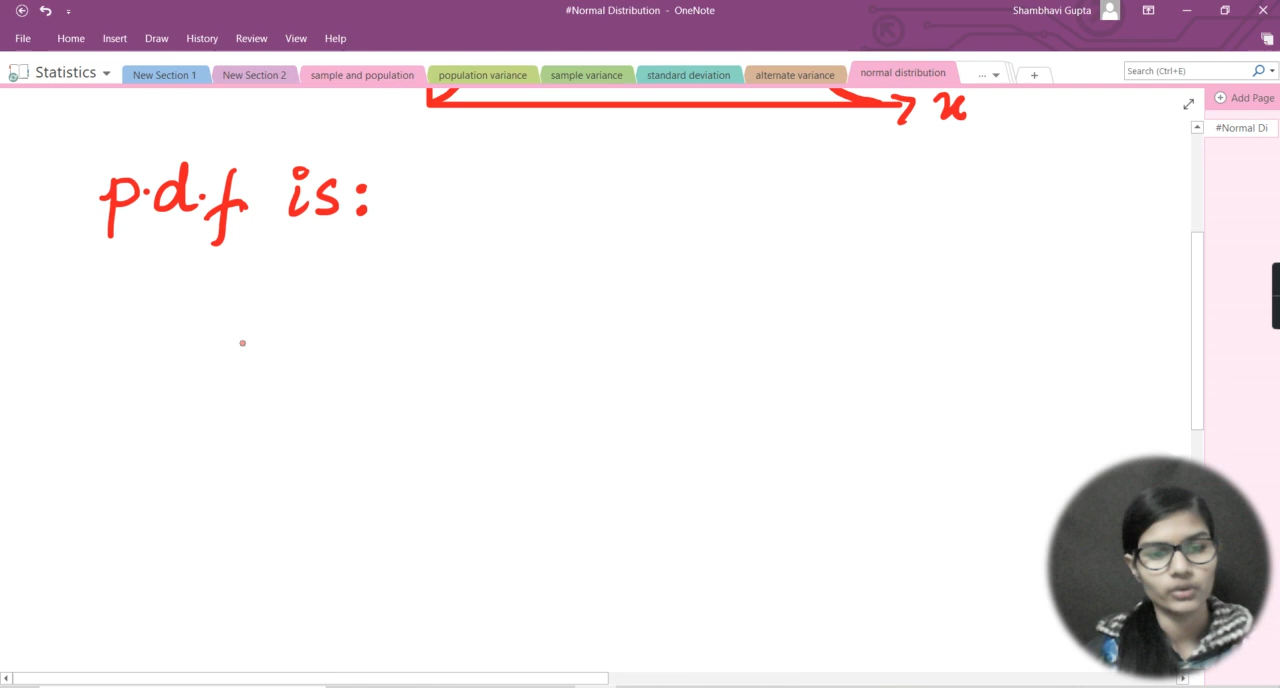 #Normal Distribution - OneNote
Shambhavi Gupta
File Home Insert Draw History Review View Help
Statistics
New Section 1
New Section 2
sample and population
population variance
sample variance
standard deviation
alternate variance
normal distribution
...
+
Search (Ctrl+E)
x
Add Page
#Normal Di
p.d.f is: